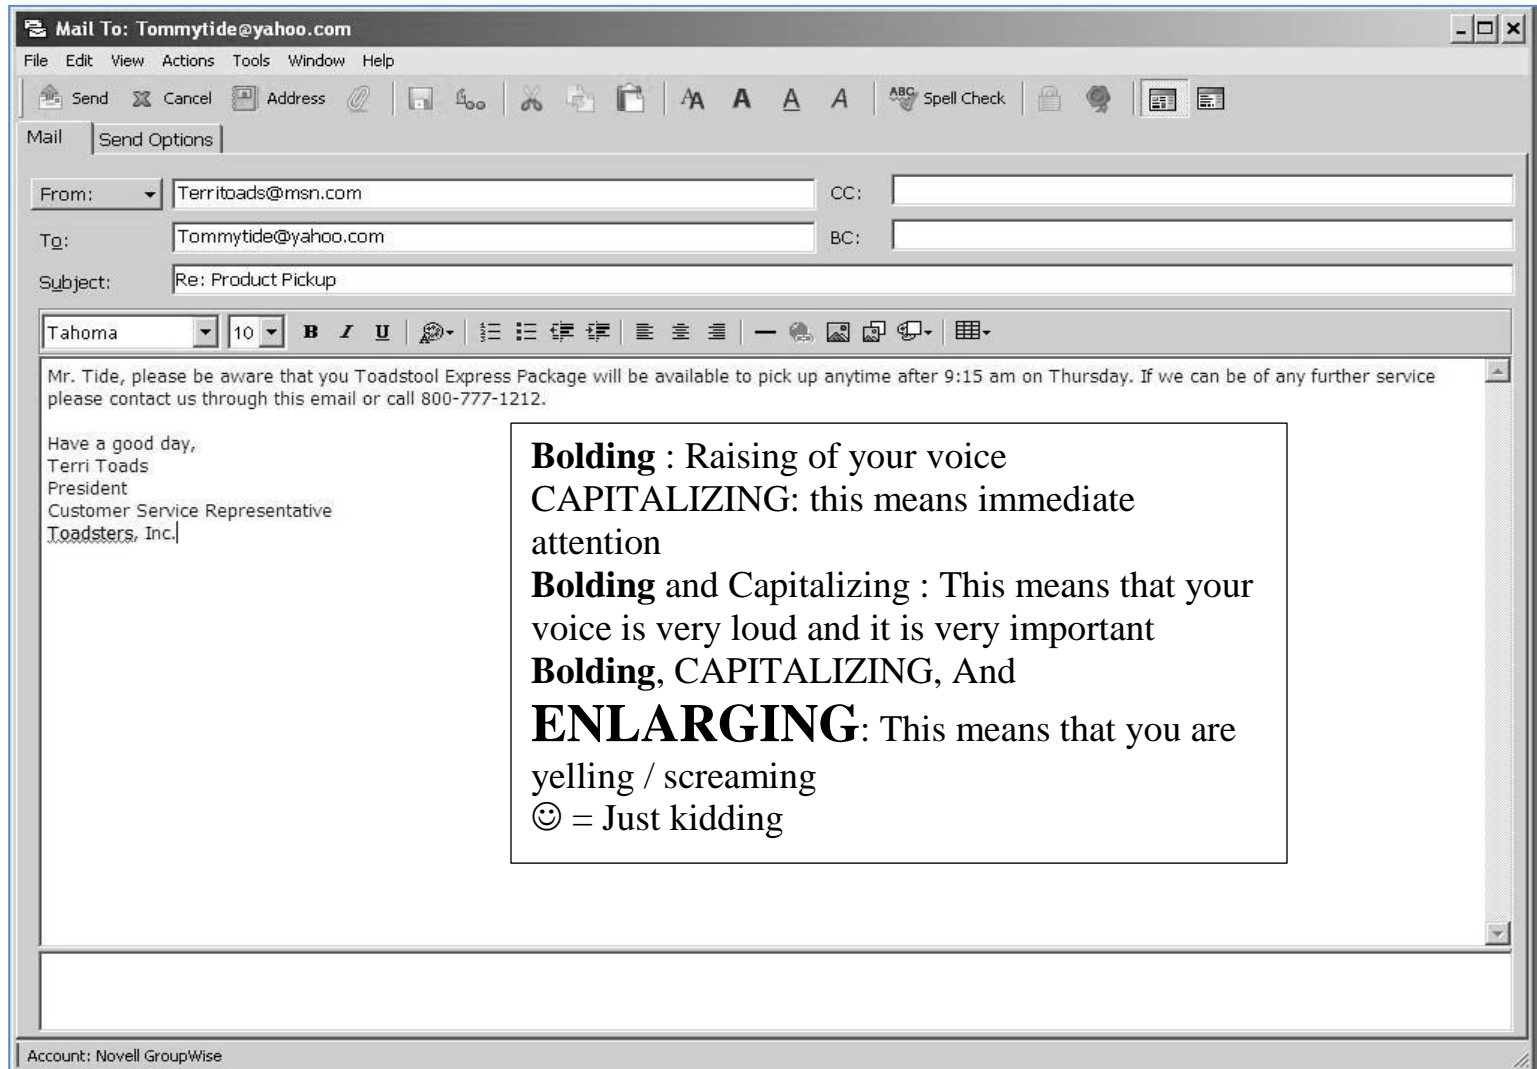 Mail To: Tommytide@yahoo.com
File Edit View Actions Tools Window Help
Send Cancel Address Spell Check
Mail Send Options
From: Territoads@msn.com CC:
To: Tommytide@yahoo.com BC:
Subject: Re: Product Pickup
Tahoma 10 B I U
Mr. Tide, please be aware that you Toadstool Express Package will be available to pick up anytime after 9:15 am on Thursday. If we can be of any further service
please contact us through this email or call 800-777-1212.
Have a good day,
Terri Toads
President
Customer Service Representative
Toadsters, Inc.
Bolding : Raising of your voice
CAPITALIZING: this means immediate
attention
Bolding and Capitalizing : This means that your
voice is very loud and it is very important
Bolding, CAPITALIZING, And
ENLARGING: This means that you are
yelling / screaming
☺ = Just kidding
Account: Novell GroupWise